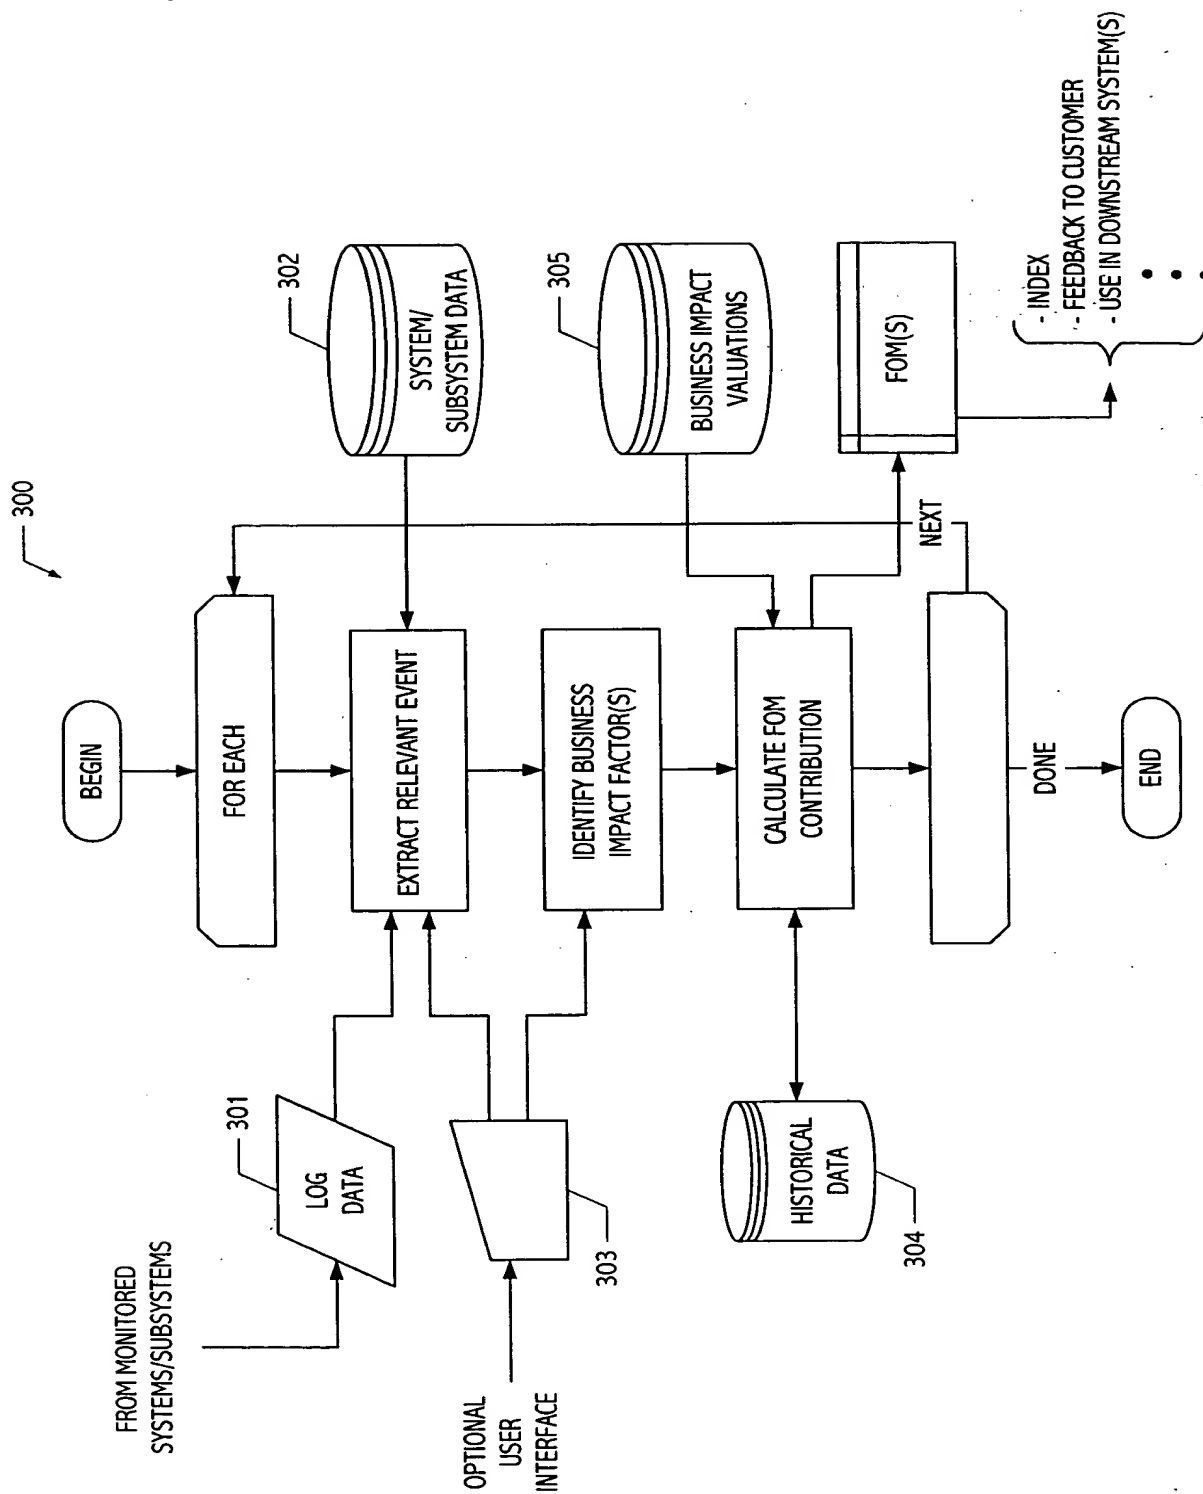 300
BEGIN
FOR EACH
FROM MONITORED
SYSTEMS/SUBSYSTEMS
301
LOG
DATA
EXTRACT RELEVANT EVENT
302
SYSTEM/
SUBSYSTEM DATA
OPTIONAL
USER
INTERFACE
303
IDENTIFY BUSINESS
IMPACT FACTOR(S)
305
BUSINESS IMPACT
VALUATIONS
HISTORICAL
DATA
304
CALCULATE FOM
CONTRIBUTION
FOM(S)
NEXT
DONE
END
- INDEX
- FEEDBACK TO CUSTOMER
- USE IN DOWNSTREAM SYSTEM(S)